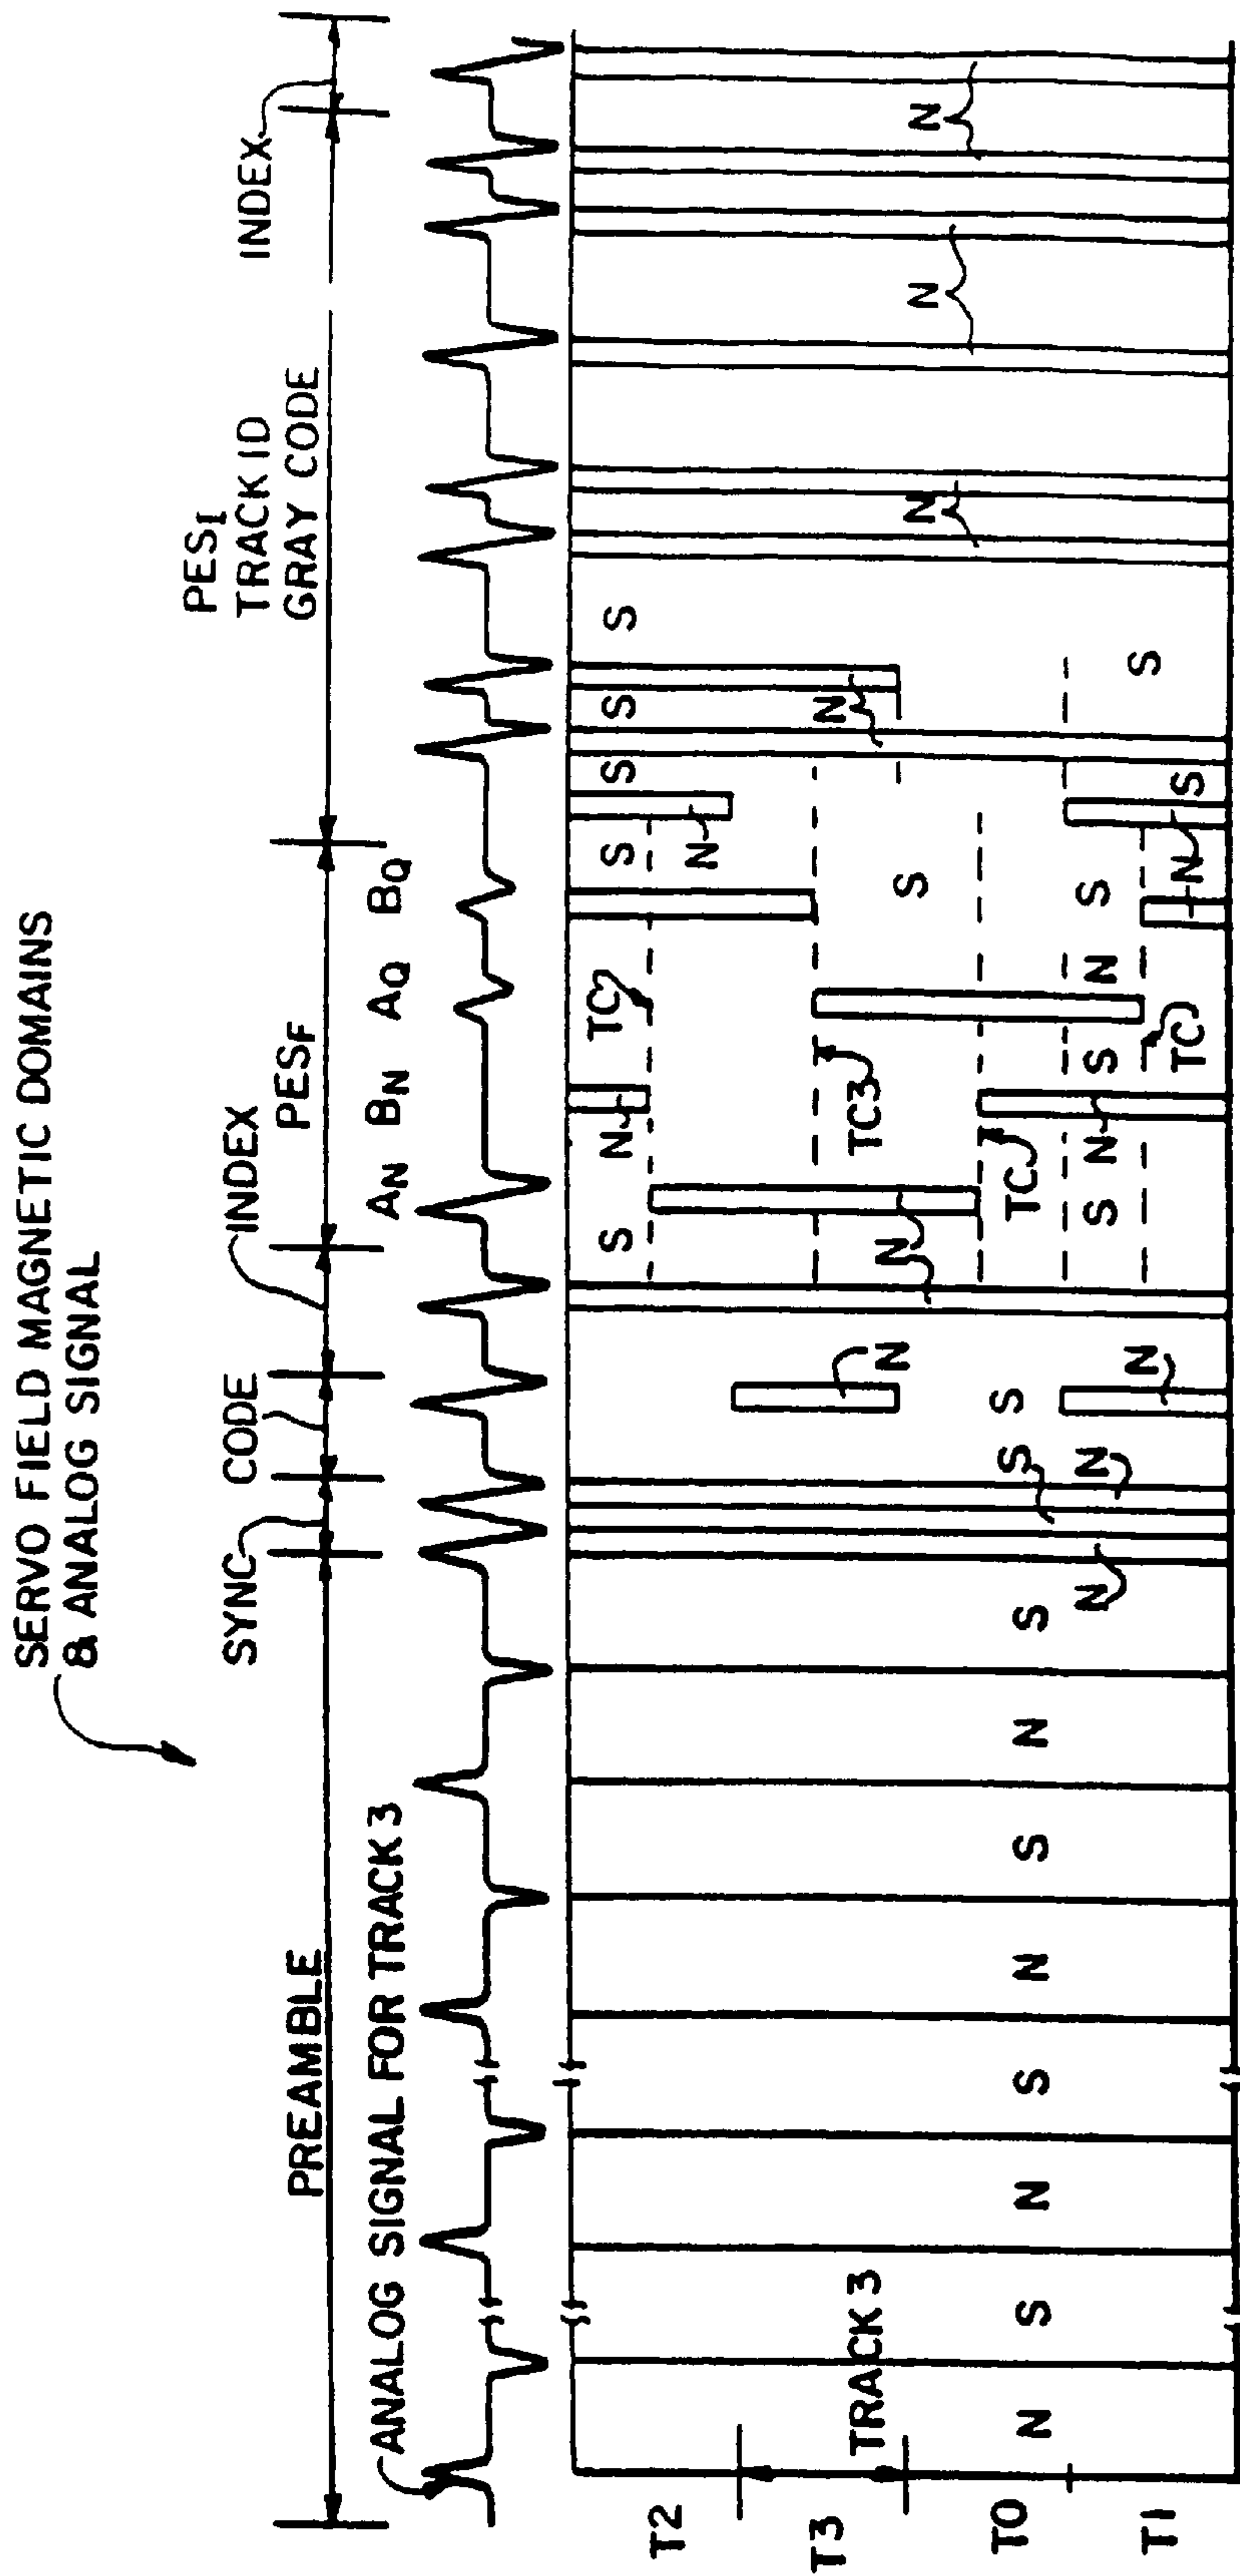 SERVO FIELD MAGNETIC DOMAINS
& ANALOG SIGNAL
PREAMBLE
SYNC
CODE
INDEX
PESF
PESI
TRACK ID
GRAY CODE
INDEX
ANALOG SIGNAL FOR TRACK 3
AN BN AQ BQ
T2
T3
T0
T1
TRACK 3
N S N S N S N S
N
S
N
S
N
N
S
N
N
S
N
S
N
TC
TC3
TC
TC
S
N
S
N
S
S
S
N
N
S
S
S
N
S
S
N
N
N